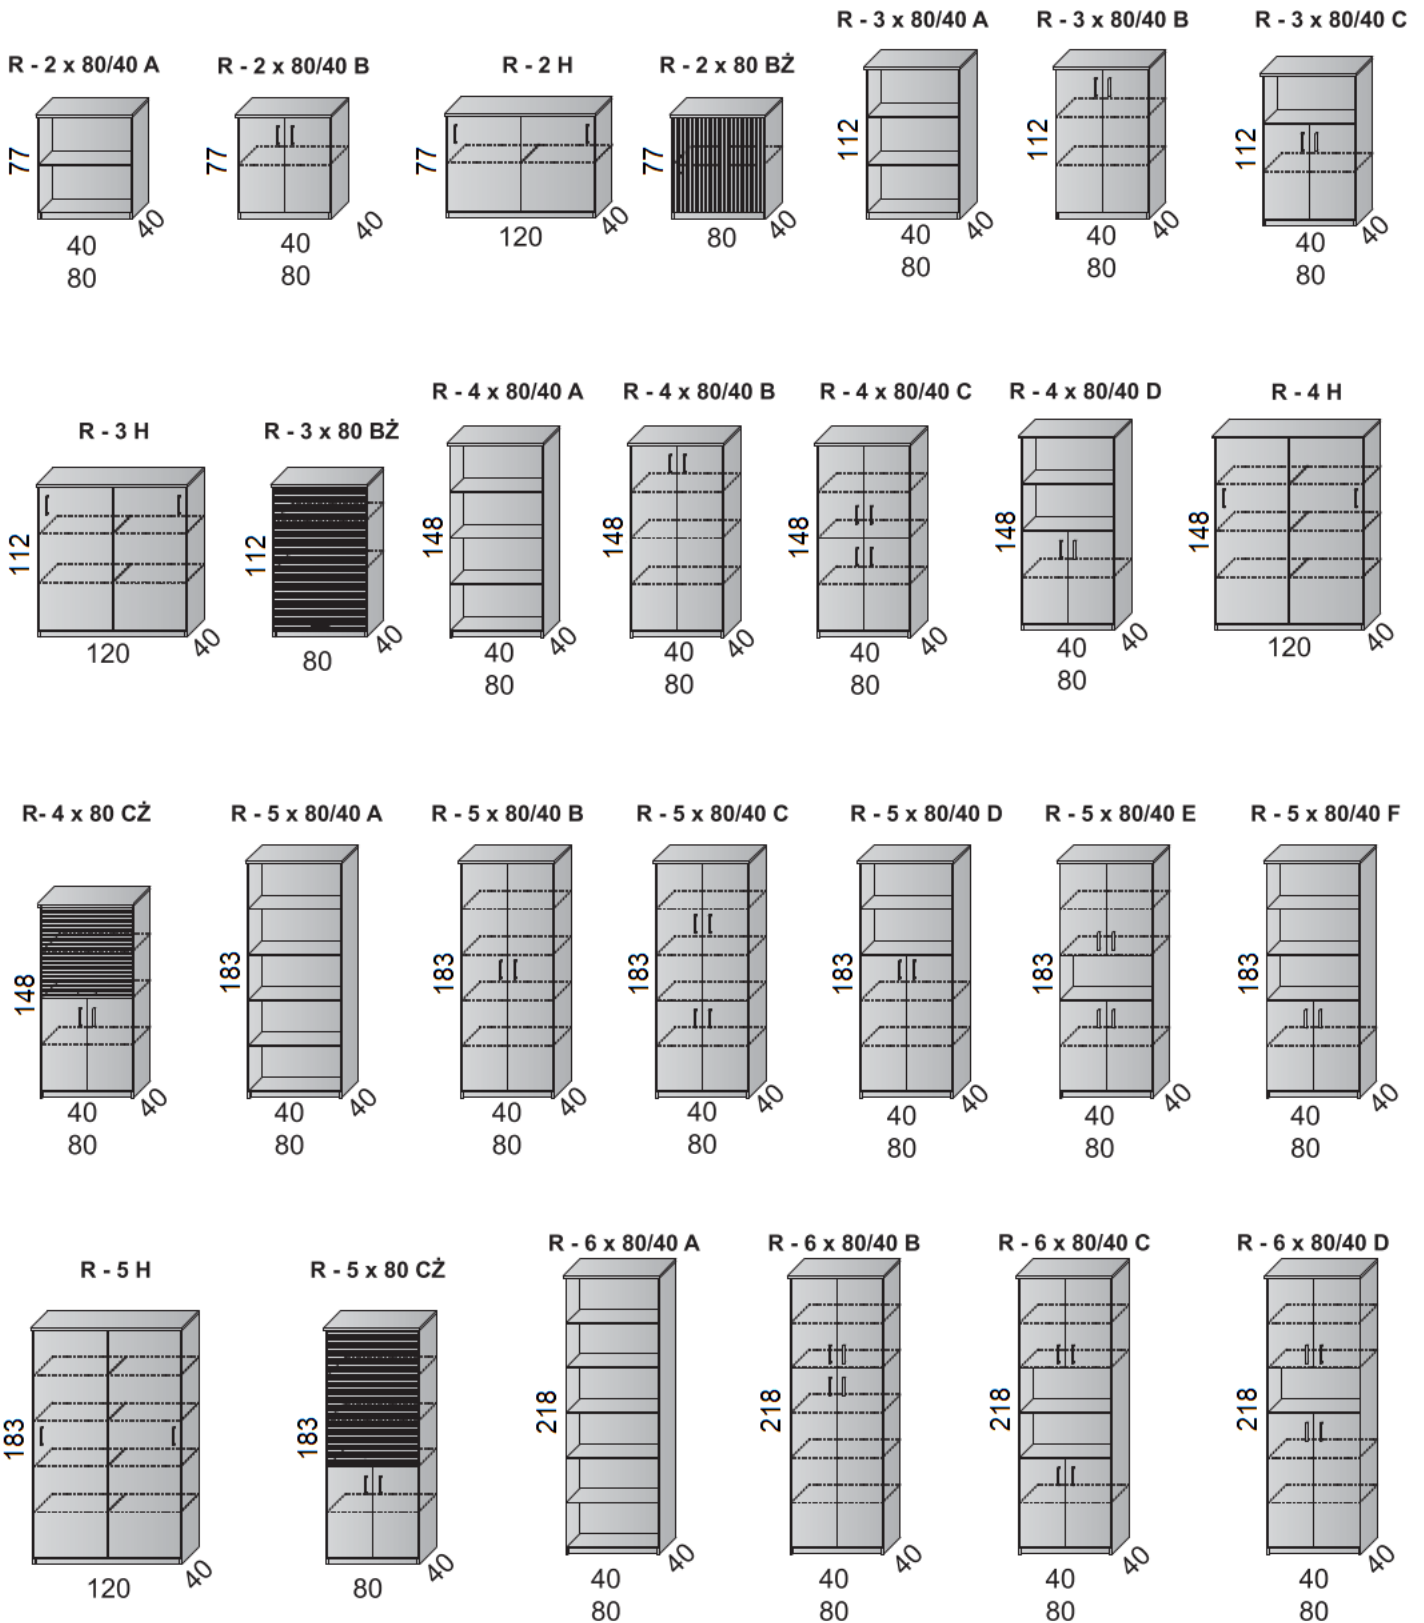 R - 3 x 80/40 A R - 3 x 80/40 B R - 3 x 80/40 C
R - 2 x 80/40 A R - 2 x 80/40 B R - 2 H R - 2 x 80 BŻ
77 77 77 77 112 112 112
40 40 40 40 40 40 40
40 40 120 80 40 40 40
80 80 80 80 80
R - 4 x 80/40 A R - 4 x 80/40 B R - 4 x 80/40 C R - 4 x 80/40 D R - 4 H
R - 3 H R - 3 x 80 BŻ
112 112 148 148 148 148 148
40 40 40 40 40 40 40
120 80 40 40 40 40 120
80 80 80 80
R- 4 x 80 CŻ R - 5 x 80/40 A R - 5 x 80/40 B R - 5 x 80/40 C R - 5 x 80/40 D R - 5 x 80/40 E R - 5 x 80/40 F
148 183 183 183 183 183 183
40 40 40 40 40 40 40
40 40 40 40 40 40 40
80 80 80 80 80 80 80
R - 6 x 80/40 A R - 6 x 80/40 B R - 6 x 80/40 C R - 6 x 80/40 D
R - 5 H R - 5 x 80 CŻ
183 183 218 218 218 218
40 40 40 40 40 40
120 80 40 40 40 40
80 80 80 80